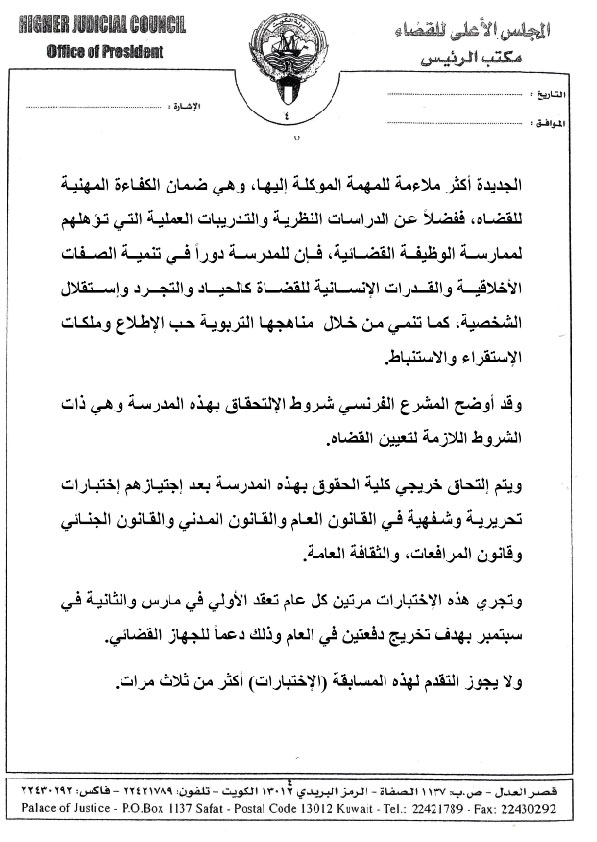 HIGHER JUDICIAL COUNCIL
Office of President
المجلس الأعلى للقضاء
مكتب الرئيس
التاريخ :
الموافق :
الإشارة :
٤
الجديدة أكثر ملاءمة للمهمة الموكلة إليها، وهي ضمان الكفاءة المهنية
للقضاه، ففضلاً عن الدراسات النظرية والتدريبات العملية التي تؤهلهم
لممارسة الوظيفة القضائية، فإن للمدرسة دوراً في تنمية الصفات
الأخلاقية والقدرات الإنسانية للقضاة كالحياد والتجرد وإستقلال
الشخصية، كما تنمي من خلال مناهجها التربوية حب الإطلاع وملكات
الإستقراء والاستنباط.
وقد أوضح المشرع الفرنسي شروط الإلتحقاق بهذه المدرسة وهي ذات
الشروط اللازمة لتعيين القضاه.
ويتم إلتحاق خريجي كلية الحقوق بهذه المدرسة بعد إجتيازهم إختبارات
تحريرية وشفهية في القانون العام والقانون المدني والقانون الجنائي
وقانون المرافعات، والثقافة العامة.
وتجري هذه الإختبارات مرتين كل عام تعقد الأولي في مارس والثانية في
سبتمبر بهدف تخريج دفعتين في العام وذلك دعماً للجهاز القضائي.
ولا يجوز التقدم لهذه المسابقة (الإختبارات) أكثر من ثلاث مرات.
٤
قصر العدل - ص.ب: ١١٣٧ الصفاة - الرمز البريدي ١٣٠١٢ الكويت - تلفون: ٢٢٤٢١٧٨٩ - فاكس: ٢٢٤٣٠٢٩٢
Palace of Justice - P.O.Box 1137 Safat - Postal Code 13012 Kuwait - Tel.: 22421789 - Fax: 22430292